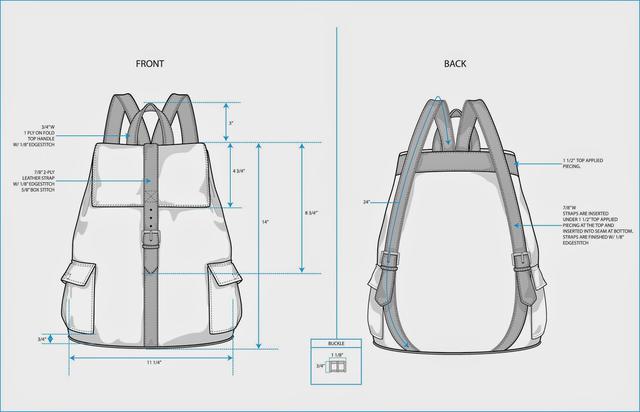 FRONT
BACK
3/4"W
1 PLY ON FOLD
TOP HANDLE
W/ 1/8" EDGESTITCH
7/8" 2-PLY
LEATHER STRAP
W/ 1/8" EDGESTITCH
5/8" BOX STITCH
3"
4 3/4"
14"
8 3/4"
3/4"
11 1/4"
BUCKLE
1 1/8"
3/4"
24"
1 1/2" TOP APPLIED
PIECING.
7/8"W
STRAPS ARE INSERTED
UNDER 1 1/2" TOP APPLIED
PIECING AT THE TOP AND
INSERTED INTO SEAM AT BOTTOM.
STRAPS ARE FINISHED W/ 1/8"
EDGESTITCH